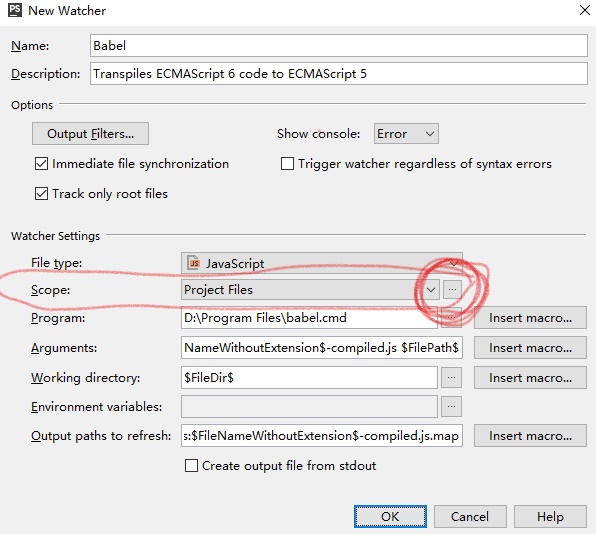 PS New Watcher
Name: Babel
Description: Transpiles ECMAScript 6 code to ECMAScript 5
Options
Output Filters... Show console: Error
Immediate file synchronization Trigger watcher regardless of syntax errors
Track only root files
Watcher Settings
File type: JS JavaScript
Scope: Project Files ...
Program: D:\Program Files\babel.cmd ... Insert macro...
Arguments: NameWithoutExtension$-compiled.js $FilePath$ Insert macro...
Working directory: $FileDir$ ... Insert macro...
Environment variables: ...
Output paths to refresh: s:$FileNameWithoutExtension$-compiled.js.map Insert macro...
Create output file from stdout
OK Cancel Help